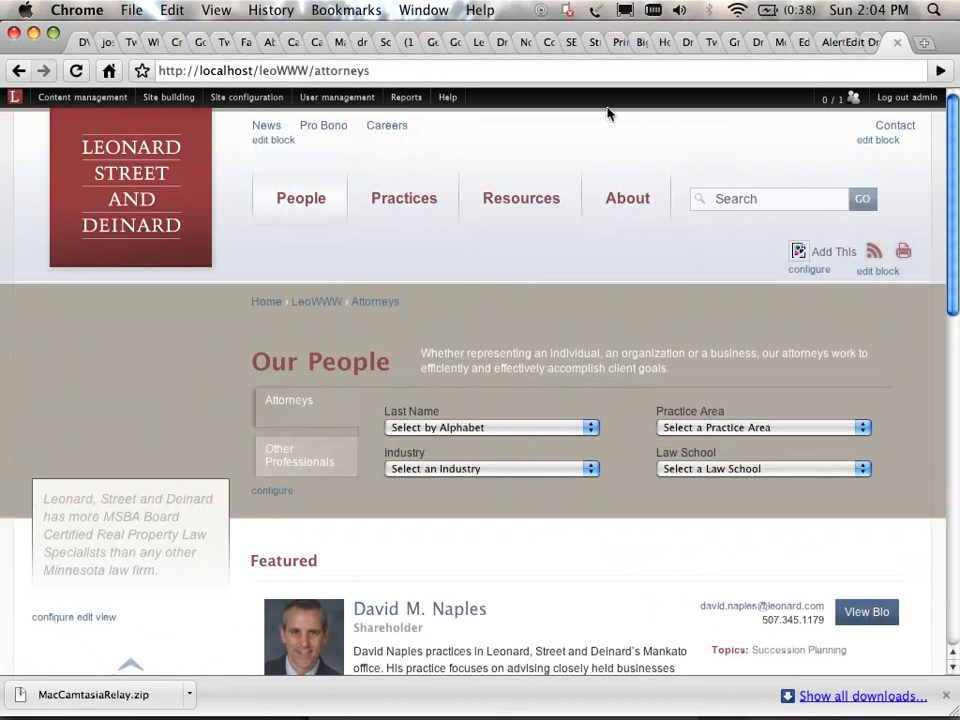 Chrome File Edit View History Bookmarks Window Help (0:38) Sun 2:04 PM
http://localhost/leoWWW/attorneys
L Content management Site building Site configuration User management Reports Help 0 / 1 Log out admin
LEONARD
STREET
AND
DEINARD
News Pro Bono Careers Contact
edit block edit block
People Practices Resources About Search GO
Add This
configure edit block
Home › LeoWWW › Attorneys
Our People
Whether representing an individual, an organization or a business, our attorneys work to
efficiently and effectively accomplish client goals.
Attorneys
Other
Professionals
configure
Last Name Practice Area
Select by Alphabet Select a Practice Area
Industry Law School
Select an Industry Select a Law School
Leonard, Street and Deinard
has more MSBA Board
Certified Real Property Law
Specialists than any other
Minnesota law firm.
configure edit view
Featured
David M. Naples
Shareholder
David Naples practices in Leonard, Street and Deinard's Mankato
office. His practice focuses on advising closely held businesses
david.naples@leonard.com
507.345.1179
View Bio
Topics: Succession Planning
MacCamtasiaRelay.zip Show all downloads...